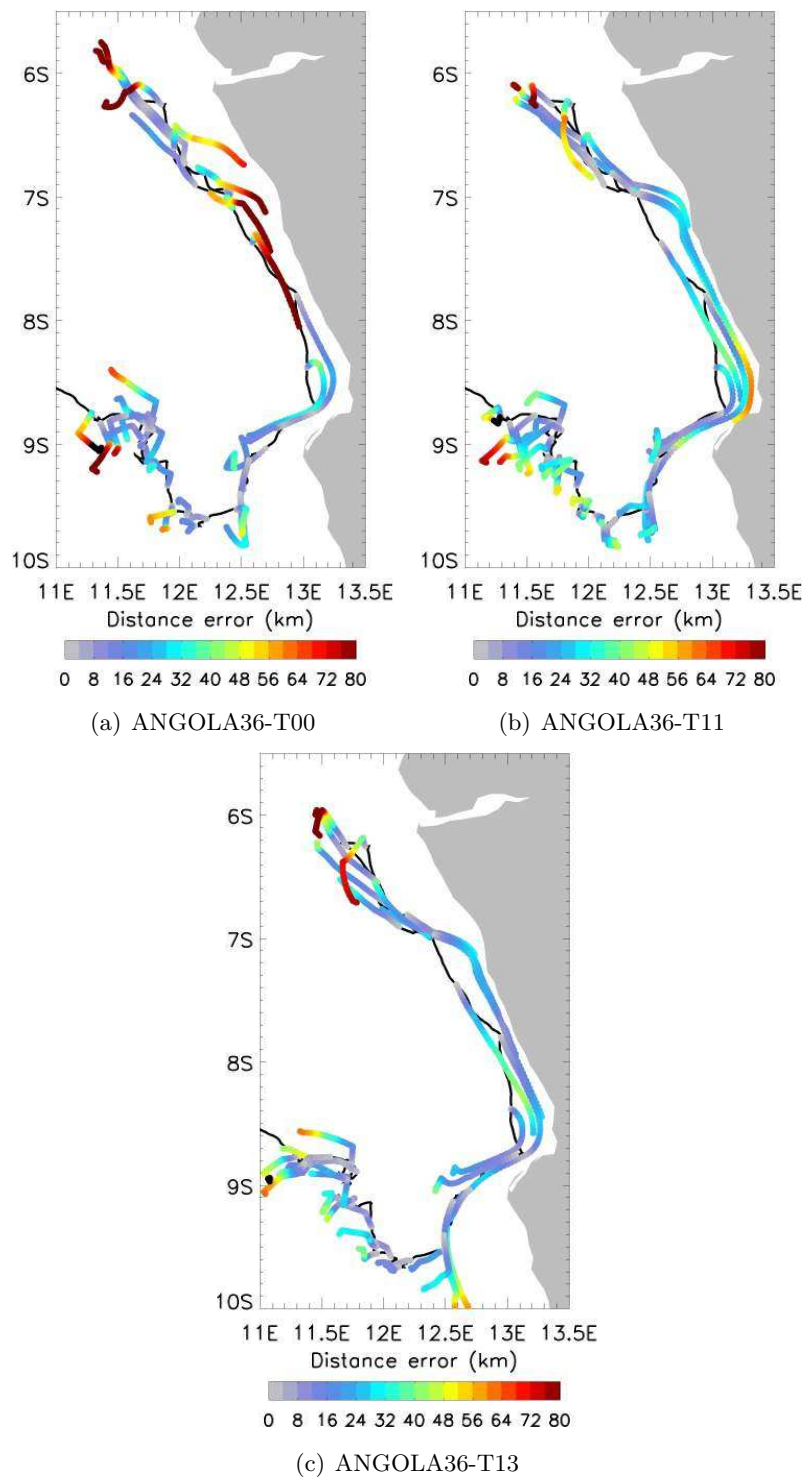 6S
7S
8S
9S
10S
11E 11.5E 12E 12.5E 13E 13.5E
Distance error (km)
0 8 16 24 32 40 48 56 64 72 80
(a) ANGOLA36-T00
6S
7S
8S
9S
10S
11E 11.5E 12E 12.5E 13E 13.5E
Distance error (km)
0 8 16 24 32 40 48 56 64 72 80
(b) ANGOLA36-T11
6S
7S
8S
9S
10S
11E 11.5E 12E 12.5E 13E 13.5E
Distance error (km)
0 8 16 24 32 40 48 56 64 72 80
(c) ANGOLA36-T13